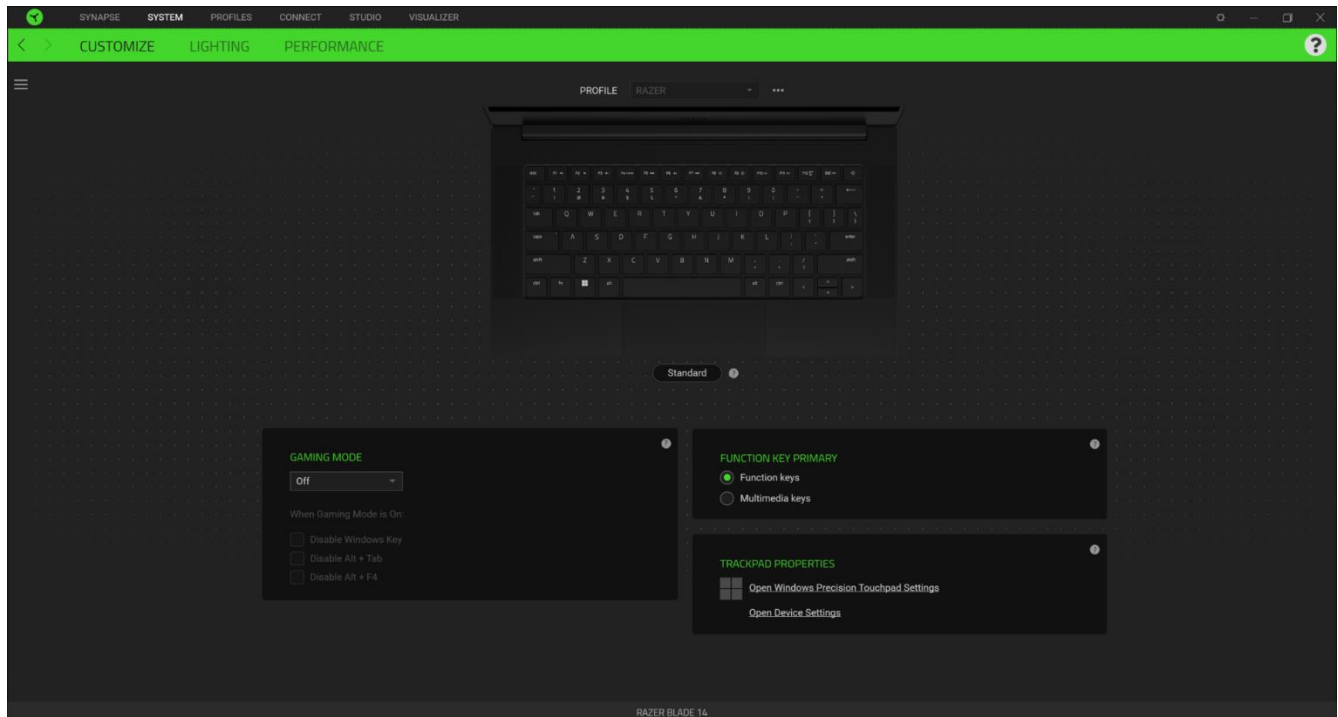 SYNAPSE SYSTEM PROFILES CONNECT STUDIO VISUALIZER
CUSTOMIZE LIGHTING PERFORMANCE ?
PROFILE RAZER •••
Q W E R T Y U I O P
A S D F G H J K L
Z X C V B N M
Standard ?
GAMING MODE
Off
When Gaming Mode is On:
Disable Windows Key
Disable Alt + Tab
Disable Alt + F4
FUNCTION KEY PRIMARY
Function keys
Multimedia keys
TRACKPAD PROPERTIES
Open Windows Precision Touchpad Settings
Open Device Settings
RAZER BLADE 14